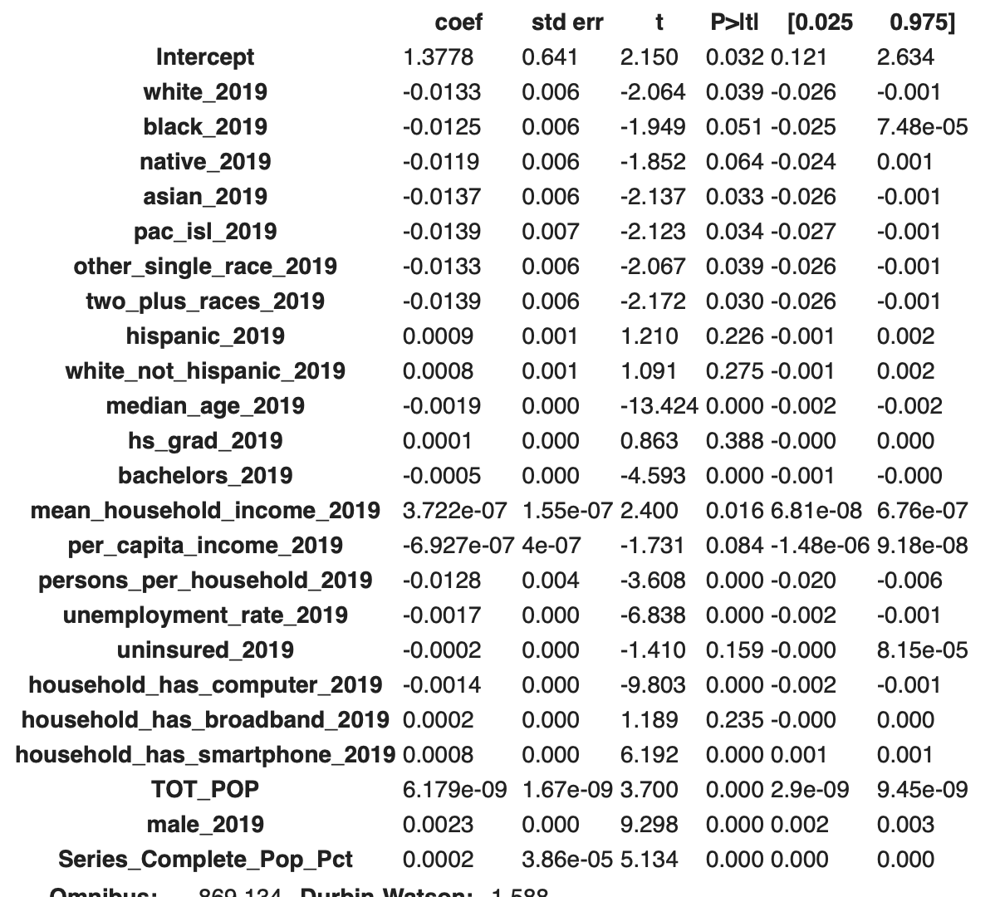 coef std err t P>|t| [0.025 0.975]
Intercept 1.3778 0.641 2.150 0.032 0.121 2.634
white_2019 -0.0133 0.006 -2.064 0.039 -0.026 -0.001
black_2019 -0.0125 0.006 -1.949 0.051 -0.025 7.48e-05
native_2019 -0.0119 0.006 -1.852 0.064 -0.024 0.001
asian_2019 -0.0137 0.006 -2.137 0.033 -0.026 -0.001
pac_isl_2019 -0.0139 0.007 -2.123 0.034 -0.027 -0.001
other_single_race_2019 -0.0133 0.006 -2.067 0.039 -0.026 -0.001
two_plus_races_2019 -0.0139 0.006 -2.172 0.030 -0.026 -0.001
hispanic_2019 0.0009 0.001 1.210 0.226 -0.001 0.002
white_not_hispanic_2019 0.0008 0.001 1.091 0.275 -0.001 0.002
median_age_2019 -0.0019 0.000 -13.424 0.000 -0.002 -0.002
hs_grad_2019 0.0001 0.000 0.863 0.388 -0.000 0.000
bachelors_2019 -0.0005 0.000 -4.593 0.000 -0.001 -0.000
mean_household_income_2019 3.722e-07 1.55e-07 2.400 0.016 6.81e-08 6.76e-07
per_capita_income_2019 -6.927e-07 4e-07 -1.731 0.084 -1.48e-06 9.18e-08
persons_per_household_2019 -0.0128 0.004 -3.608 0.000 -0.020 -0.006
unemployment_rate_2019 -0.0017 0.000 -6.838 0.000 -0.002 -0.001
uninsured_2019 -0.0002 0.000 -1.410 0.159 -0.000 8.15e-05
household_has_computer_2019 -0.0014 0.000 -9.803 0.000 -0.002 -0.001
household_has_broadband_2019 0.0002 0.000 1.189 0.235 -0.000 0.000
household_has_smartphone_2019 0.0008 0.000 6.192 0.000 0.001 0.001
TOT_POP 6.179e-09 1.67e-09 3.700 0.000 2.9e-09 9.45e-09
male_2019 0.0023 0.000 9.298 0.000 0.002 0.003
Series_Complete_Pop_Pct 0.0002 3.86e-05 5.134 0.000 0.000 0.000
Omnibus: 869.134 Durbin-Watson: 1.588